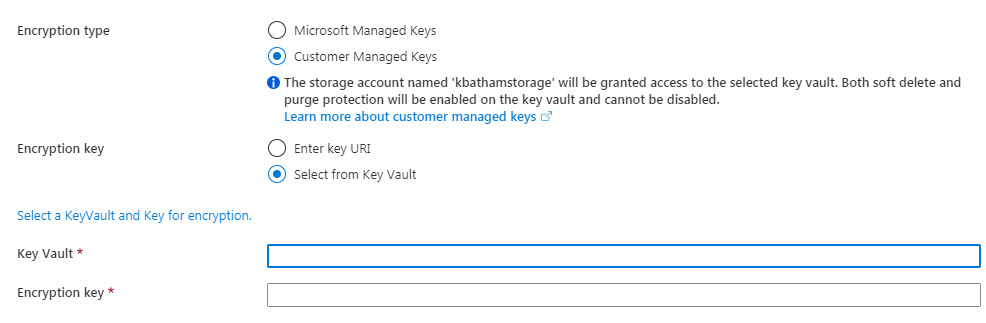 Encryption type
Microsoft Managed Keys
Customer Managed Keys
The storage account named 'kbathamstorage' will be granted access to the selected key vault. Both soft delete and
purge protection will be enabled on the key vault and cannot be disabled.
Learn more about customer managed keys
Encryption key
Enter key URI
Select from Key Vault
Select a KeyVault and Key for encryption.
Key Vault *
Encryption key *